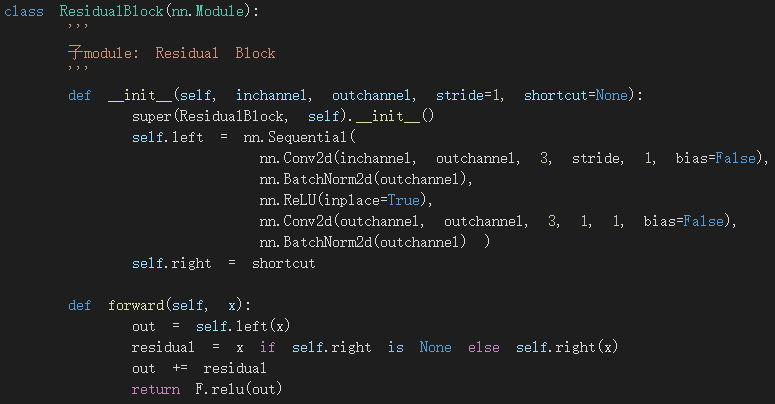 class ResidualBlock(nn.Module):
'''
子module: Residual Block
'''
def __init__(self, inchannel, outchannel, stride=1, shortcut=None):
super(ResidualBlock, self).__init__()
self.left = nn.Sequential(
nn.Conv2d(inchannel, outchannel, 3, stride, 1, bias=False),
nn.BatchNorm2d(outchannel),
nn.ReLU(inplace=True),
nn.Conv2d(outchannel, outchannel, 3, 1, 1, bias=False),
nn.BatchNorm2d(outchannel) )
self.right = shortcut
def forward(self, x):
out = self.left(x)
residual = x if self.right is None else self.right(x)
out += residual
return F.relu(out)